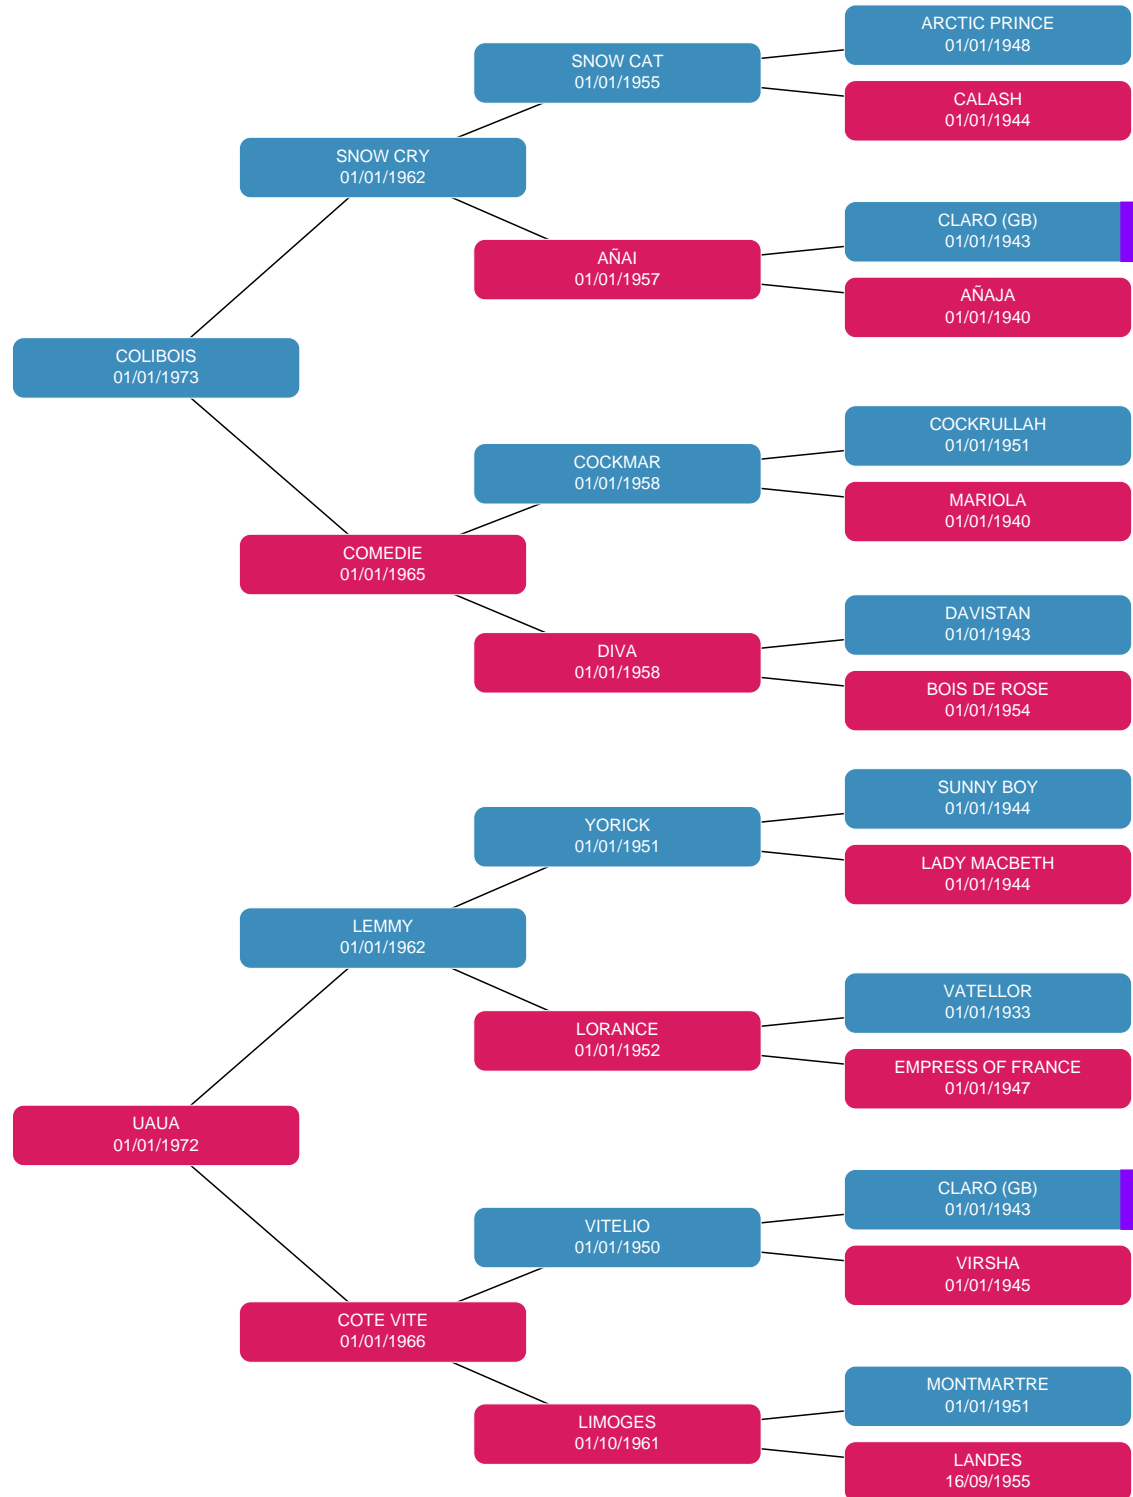 ARCTIC PRINCE
01/01/1948
SNOW CAT
01/01/1955
CALASH
01/01/1944
SNOW CRY
01/01/1962
CLARO (GB)
01/01/1943
AÑAI
01/01/1957
AÑAJA
01/01/1940
COLIBOIS
01/01/1973
COCKRULLAH
01/01/1951
COCKMAR
01/01/1958
MARIOLA
01/01/1940
COMEDIE
01/01/1965
DAVISTAN
01/01/1943
DIVA
01/01/1958
BOIS DE ROSE
01/01/1954
SUNNY BOY
01/01/1944
YORICK
01/01/1951
LADY MACBETH
01/01/1944
LEMMY
01/01/1962
VATELLOR
01/01/1933
LORANCE
01/01/1952
EMPRESS OF FRANCE
01/01/1947
UAUA
01/01/1972
CLARO (GB)
01/01/1943
VITELIO
01/01/1950
VIRSHA
01/01/1945
COTE VITE
01/01/1966
MONTMARTRE
01/01/1951
LIMOGES
01/10/1961
LANDES
16/09/1955